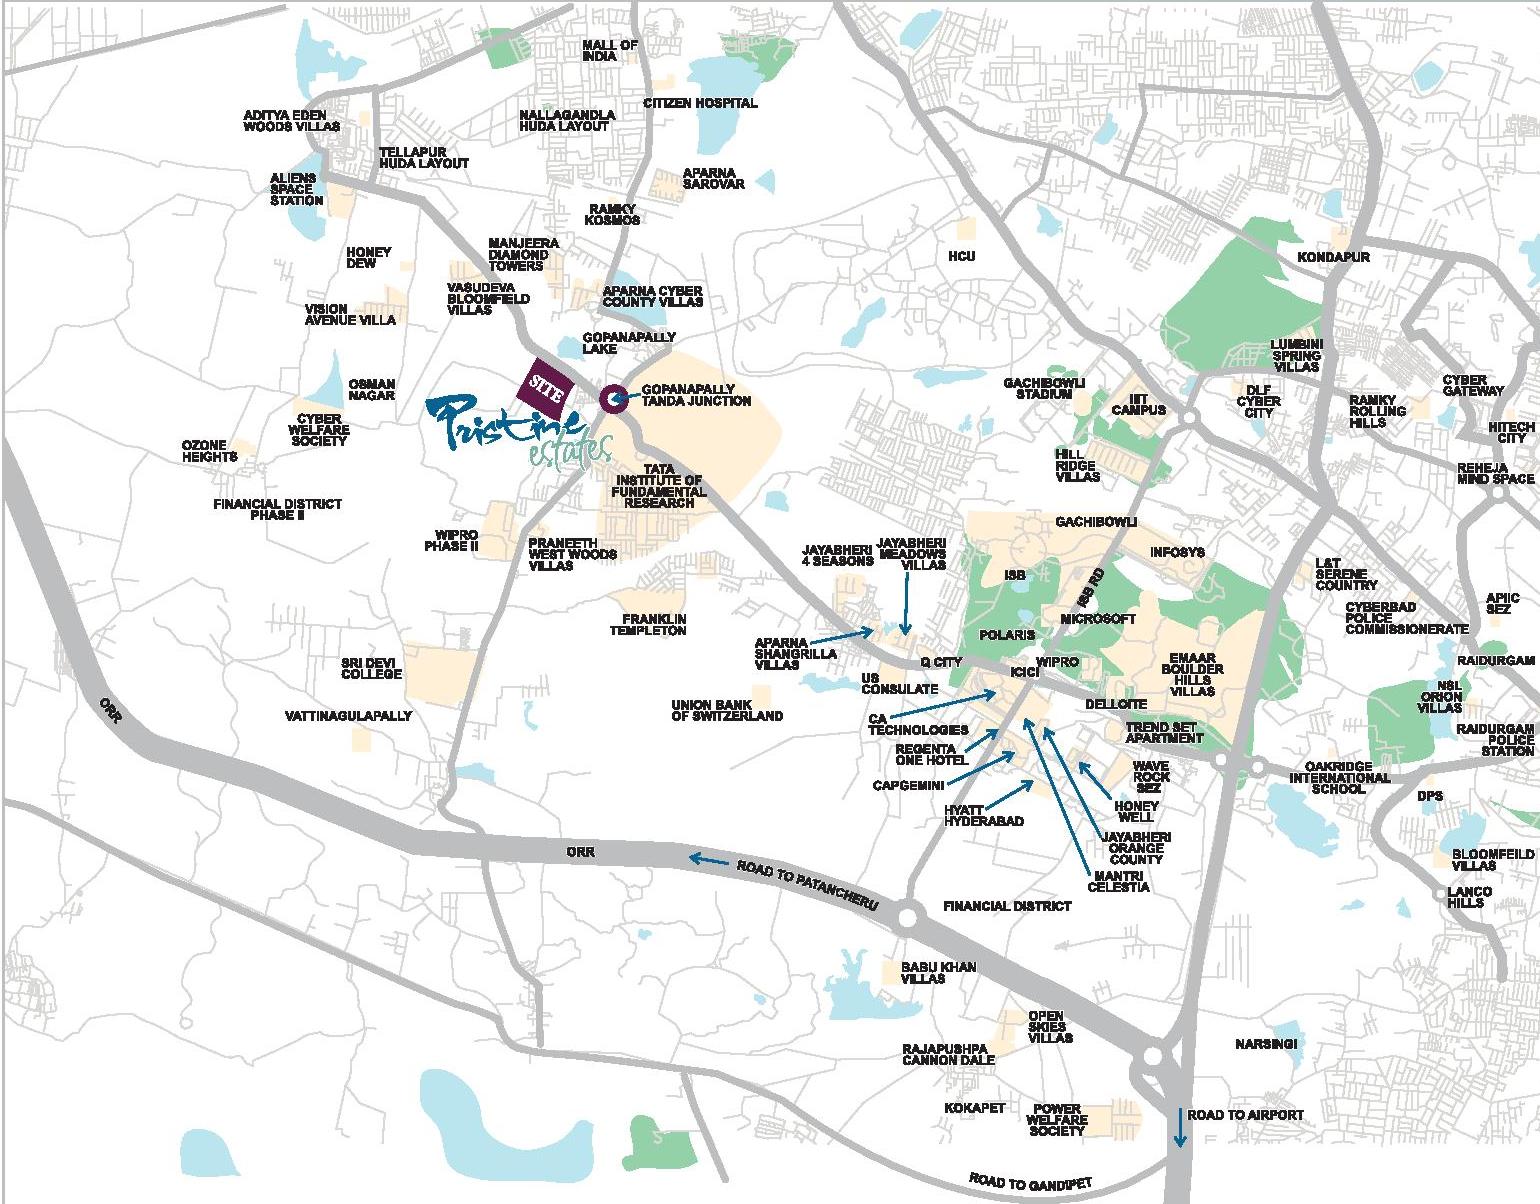 MALL OF
INDIA
CITIZEN HOSPITAL
ADITYA EDEN
WOODS VILLAS
NALLAGANDLA
HUDA LAYOUT
TELLAPUR
HUDA LAYOUT
ALIENS
SPACE
STATION
APARNA
SAROVAR
RAMKY
KOSMOS
HONEY
DEW
MANJEERA
DIAMOND
TOWERS
HCU
KONDAPUR
VASUDEVA
BLOOMFIELD
VILLAS
APARNA CYBER
COUNTY VILLAS
VISION
AVENUE VILLA
GOPANAPALLY
LAKE
LUMBINI
SPRING
VILLAS
SITE
Pristine
estates
GOPANAPALLY
TANDA JUNCTION
OSMAN
NAGAR
GACHIBOWLI
STADIUM
IIIT
CAMPUS
DLF
CYBER
CITY
RAMKY
ROLLING
HILLS
CYBER
GATEWAY
HITECH
CITY
CYBER
WELFARE
SOCIETY
OZONE
HEIGHTS
HILL
RIDGE
VILLAS
REHEJA
MIND SPACE
TATA
INSTITUTE OF
FUNDAMENTAL
RESEARCH
FINANCIAL DISTRICT
PHASE II
GACHIBOWLI
WIPRO
PHASE II
PRANEETH
WEST WOODS
VILLAS
JAYABHERI
4 SEASONS
JAYABHERI
MEADOWS
VILLAS
INFOSYS
ISB
ISB RD
L&T
SERENE
COUNTRY
APIIC
SEZ
CYBERBAD
POLICE
COMMISSIONERATE
FRANKLIN
TEMPLETON
MICROSOFT
POLARIS
APARNA
SHANGRILLA
VILLAS
Q CITY
WIPRO
ICICI
EMAAR
BOULDER
HILLS
VILLAS
RAIDURGAM
SRI DEVI
COLLEGE
US
CONSULATE
NSL
ORION
VILLAS
DELLOITE
UNION BANK
OF SWITZERLAND
VATTINAGULAPALLY
CA
TECHNOLOGIES
TREND SET
APARTMENT
RAIDURGAM
POLICE
STATION
ORR
REGENTA
ONE HOTEL
CAPGEMINI
WAVE
ROCK
SEZ
OAKRIDGE
INTERNATIONAL
SCHOOL
DPS
HYATT
HYDERABAD
HONEY
WELL
JAYABHERI
ORANGE
COUNTY
MANTRI
CELESTIA
BLOOMFEILD
VILLAS
ORR
ROAD TO PATANCHERU
LANCO
HILLS
FINANCIAL DISTRICT
BABU KHAN
VILLAS
OPEN
SKIES
VILLAS
RAJAPUSHPA
CANNON DALE
NARSINGI
KOKAPET
POWER
WELFARE
SOCIETY
ROAD TO AIRPORT
ROAD TO GANDIPET